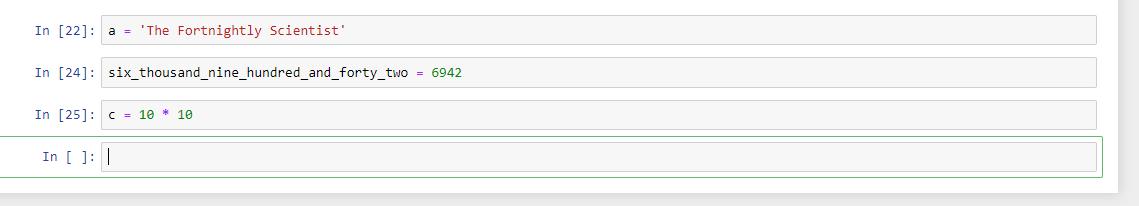 In [22]: a = 'The Fortnightly Scientist'
In [24]: six_thousand_nine_hundred_and_forty_two = 6942
In [25]: c = 10 * 10
In [ ]: